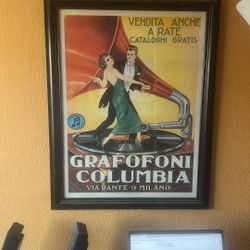 VENDITA ANCHE
A RATE
CATALOGHI GRATIS
GRAFOFONI
COLUMBIA
VIA DANTE 9 MILANO